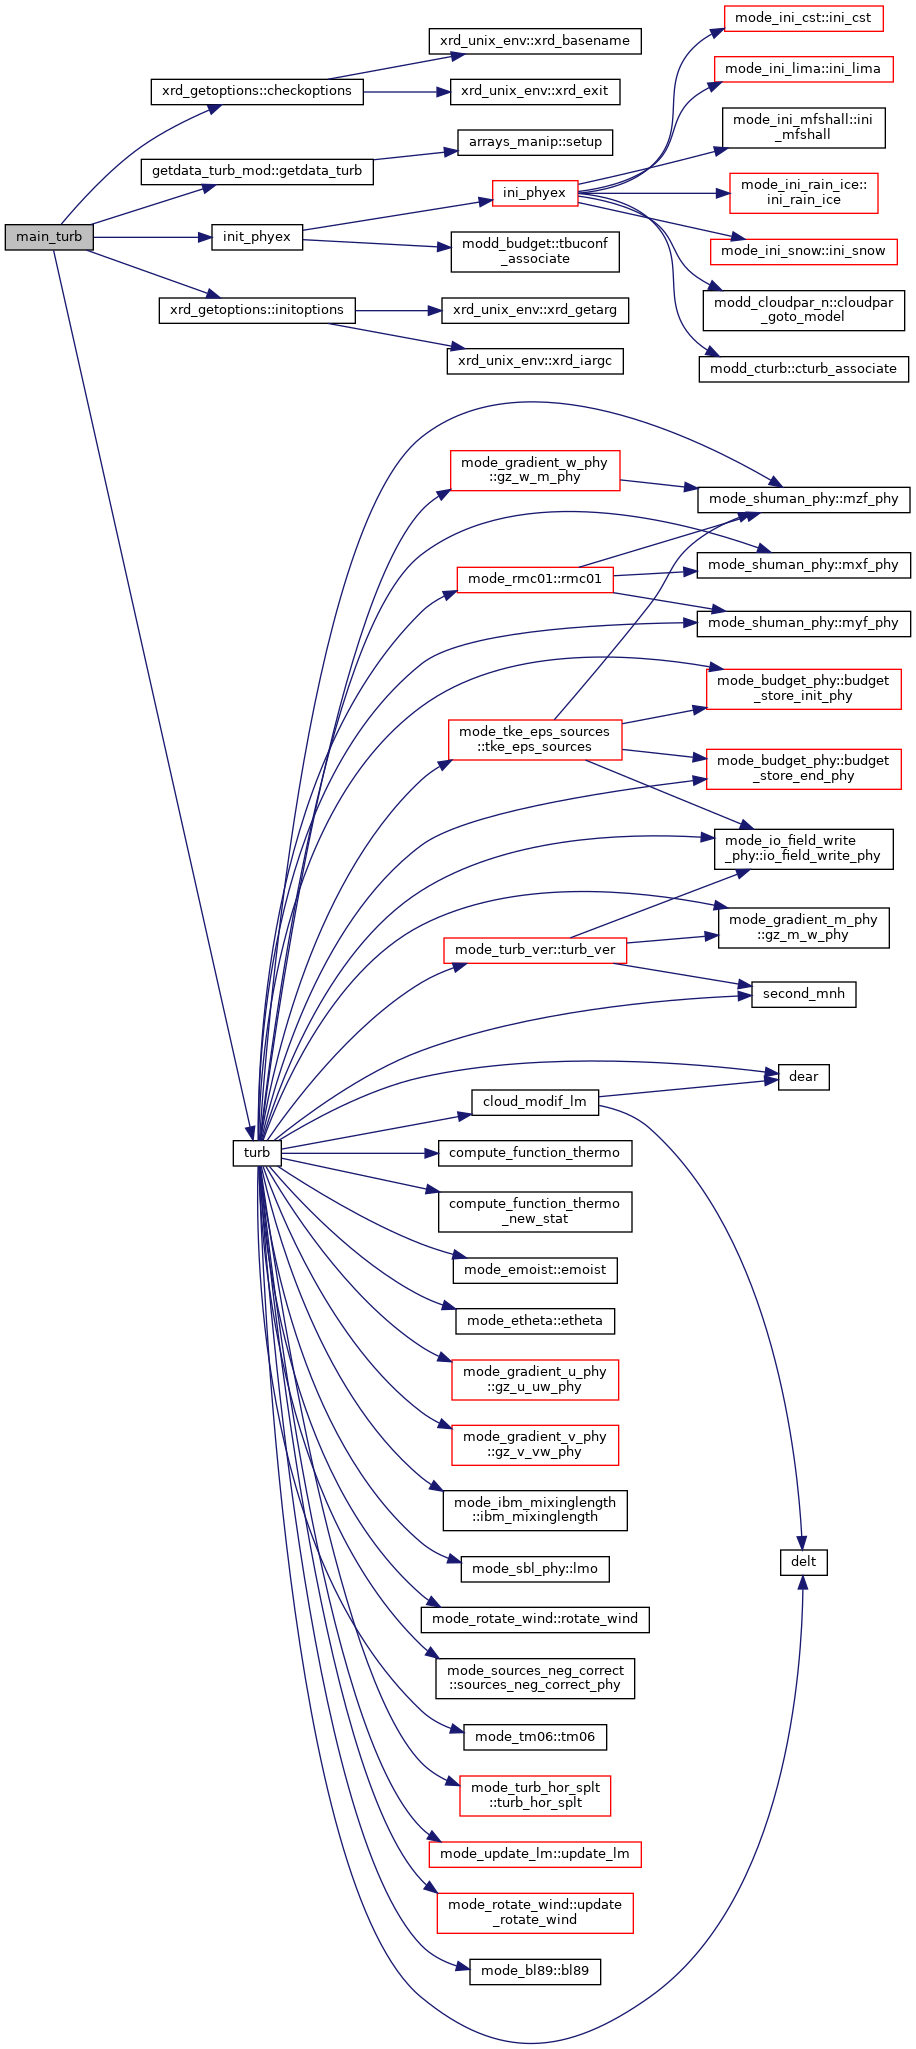 main_turb
xrd_getoptions::checkoptions
xrd_unix_env::xrd_basename
xrd_unix_env::xrd_exit
getdata_turb_mod::getdata_turb
arrays_manip::setup
init_phyex
ini_phyex
mode_ini_cst::ini_cst
mode_ini_lima::ini_lima
mode_ini_mfshall::ini
_mfshall
mode_ini_rain_ice::
ini_rain_ice
mode_ini_snow::ini_snow
modd_cloudpar_n::cloudpar
_goto_model
modd_cturb::cturb_associate
modd_budget::tbuconf
_associate
xrd_getoptions::initoptions
xrd_unix_env::xrd_getarg
xrd_unix_env::xrd_iargc
turb
mode_gradient_w_phy
::gz_w_m_phy
mode_shuman_phy::mzf_phy
mode_shuman_phy::mxf_phy
mode_rmc01::rmc01
mode_shuman_phy::myf_phy
mode_budget_phy::budget
_store_init_phy
mode_tke_eps_sources
::tke_eps_sources
mode_budget_phy::budget
_store_end_phy
mode_io_field_write
_phy::io_field_write_phy
mode_gradient_m_phy
::gz_m_w_phy
mode_turb_ver::turb_ver
second_mnh
dear
cloud_modif_lm
compute_function_thermo
compute_function_thermo
_new_stat
mode_emoist::emoist
mode_etheta::etheta
mode_gradient_u_phy
::gz_u_uw_phy
mode_gradient_v_phy
::gz_v_vw_phy
mode_ibm_mixinglength
::ibm_mixinglength
delt
mode_sbl_phy::lmo
mode_rotate_wind::rotate_wind
mode_sources_neg_correct
::sources_neg_correct_phy
mode_tm06::tm06
mode_turb_hor_splt
::turb_hor_splt
mode_update_lm::update_lm
mode_rotate_wind::update
_rotate_wind
mode_bl89::bl89